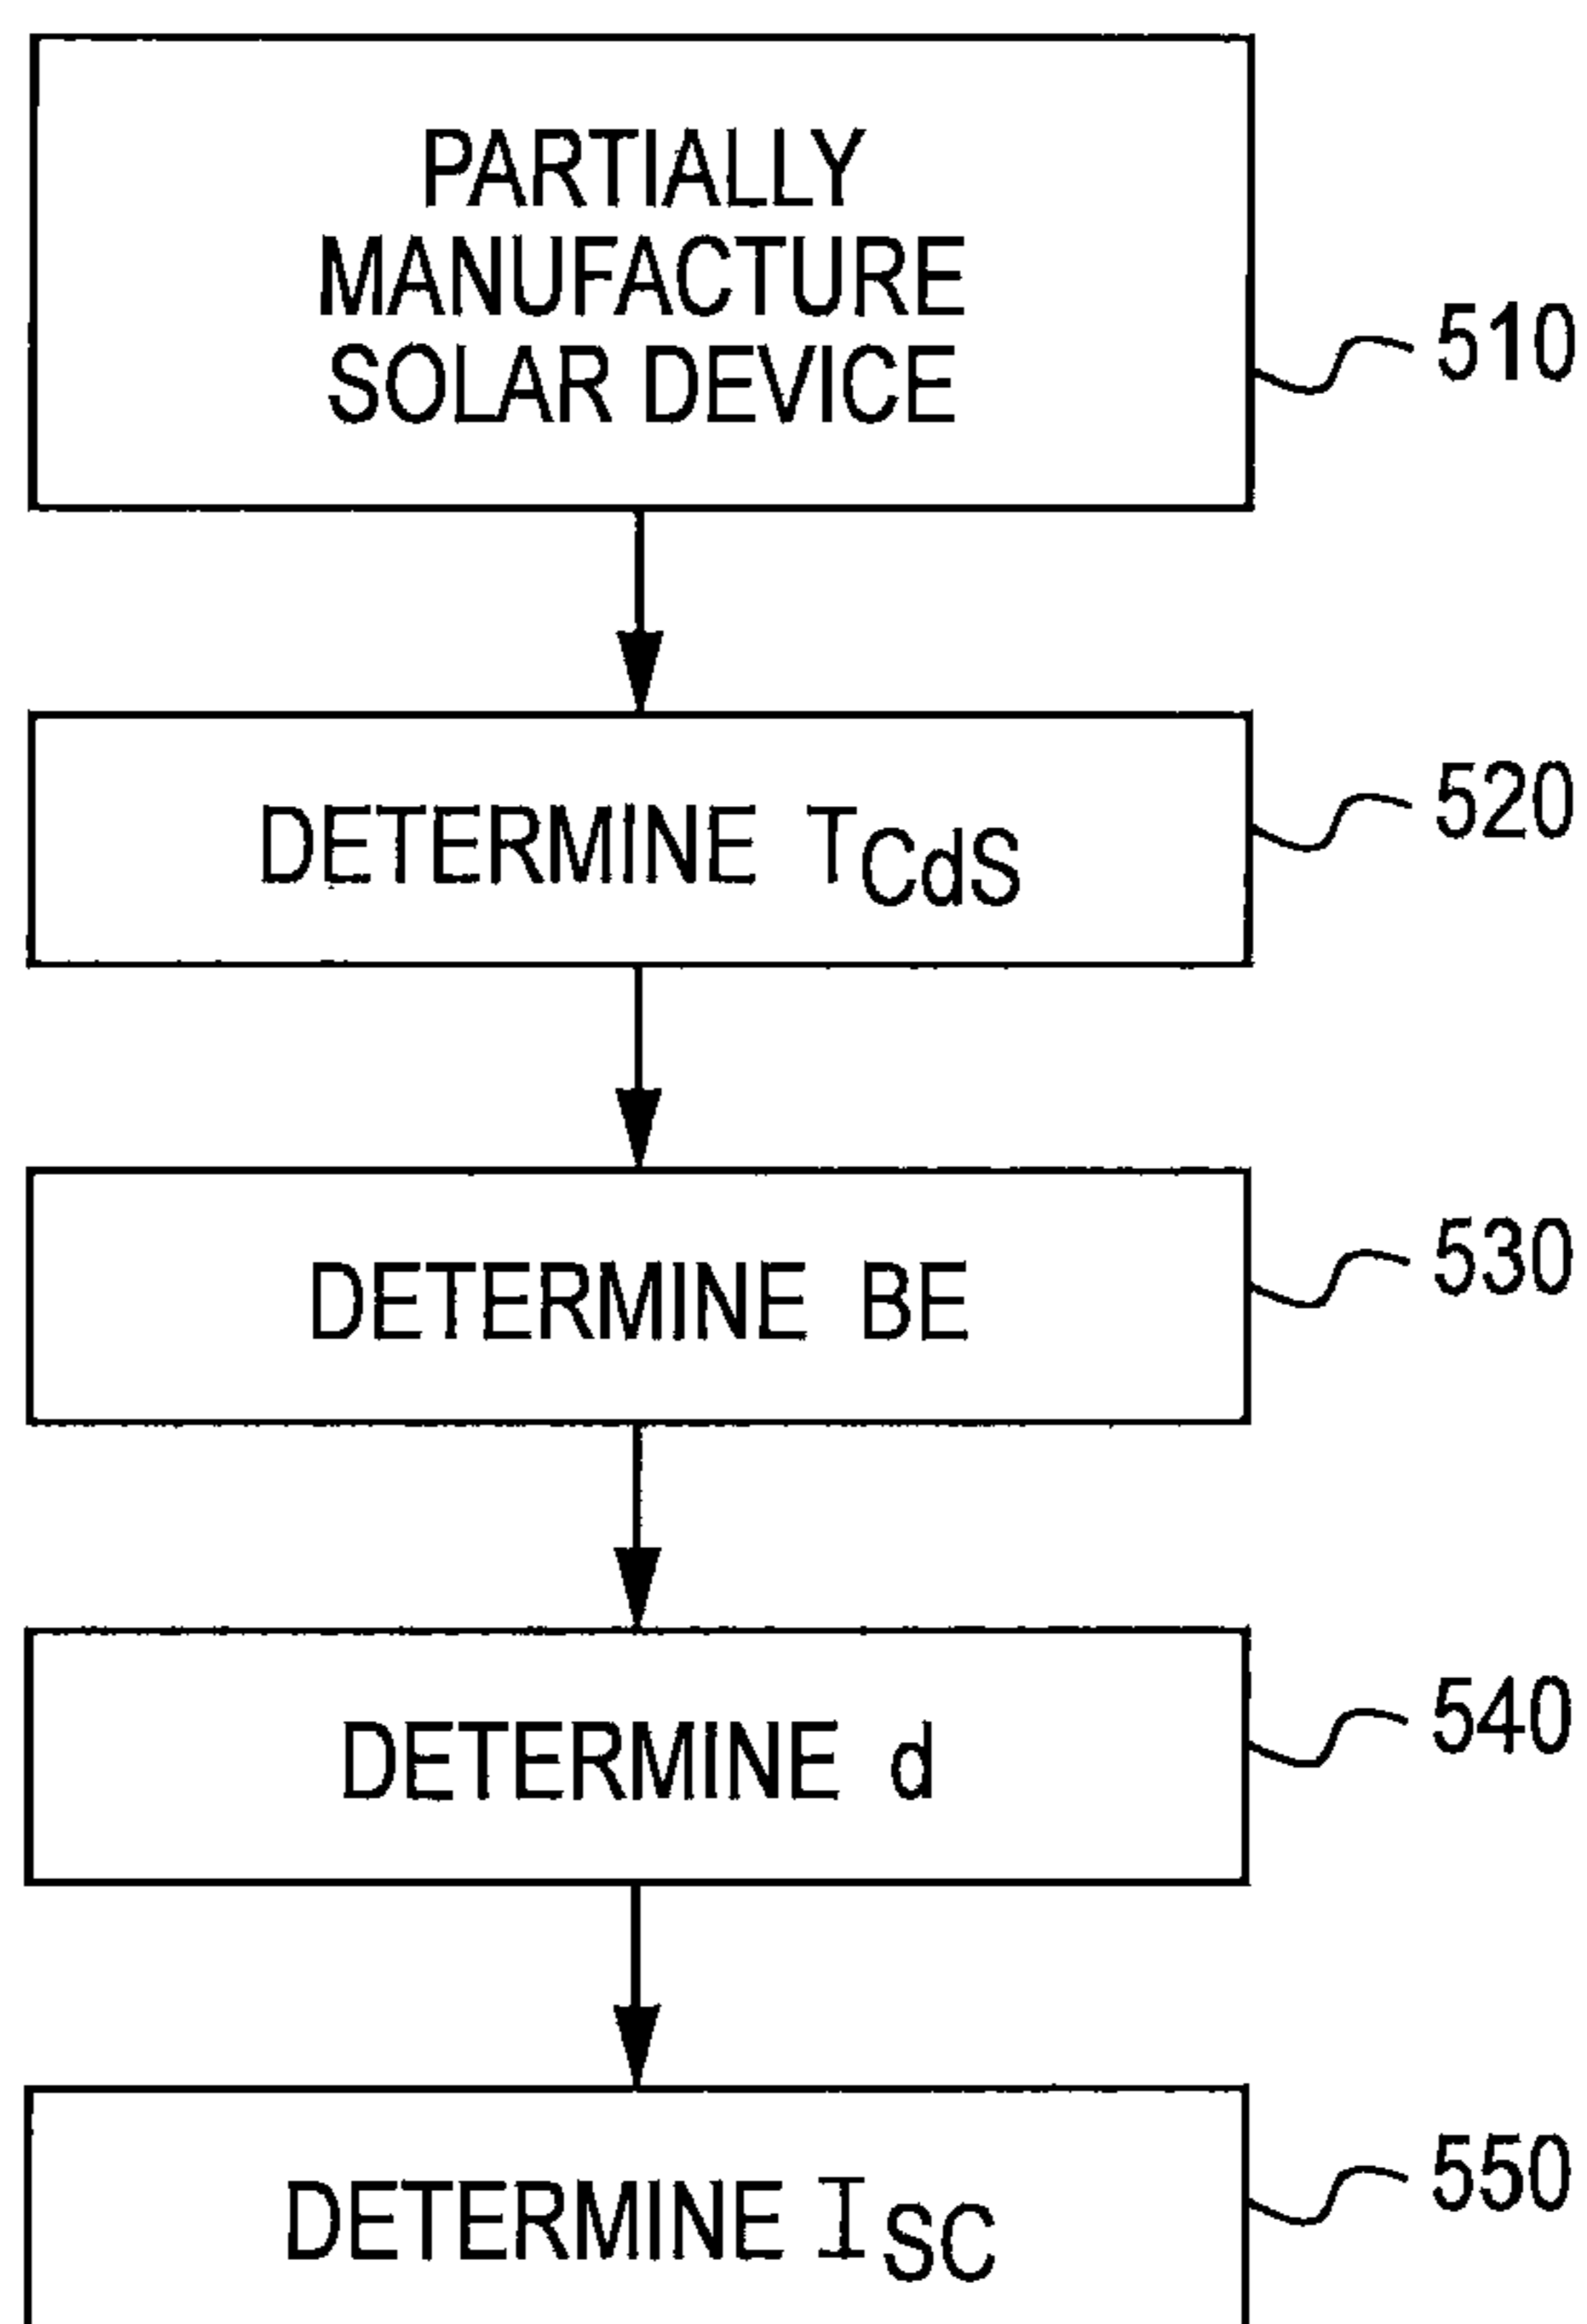 PARTIALLY
MANUFACTURE
SOLAR DEVICE
510
DETERMINE TCdS
520
DETERMINE BE
530
DETERMINE d
540
DETERMINE ISC
550